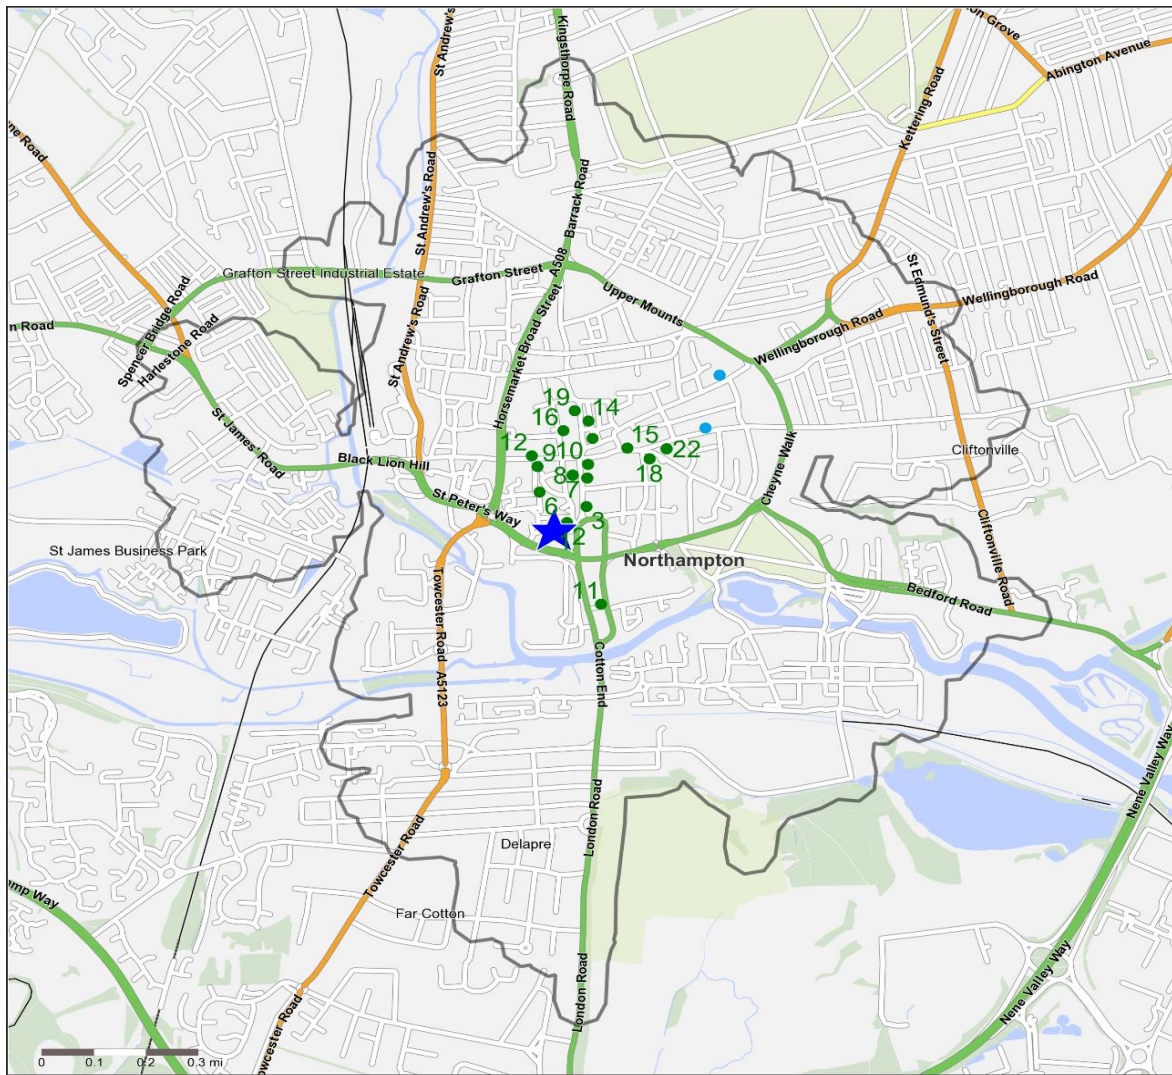 St Andrew's
Kingsthorpe Road
on Grove
Abington Avenue
Kettering Road
ne Road
St Andrew's Road
Barrack Road
A508
Grafton Street Industrial Estate
Grafton Street
Upper Mounts
St Edmund's Street
Wellingborough Road
Spencer Bridge Road
n Road
Harlestone Road
St Andrew's Road
Horsemarket Broad Street
Wellingborough Road
19
14
16
St James' Road
12
9
10
15
22
Cliftonville
Black Lion Hill
8
18
7
Cheyne Walk
St Peter's Way
6
3
12
St James Business Park
Northampton
Cliftonville Road
Towcester Road A5123
11
Bedford Road
Cotton End
Nene Valley Way
London Road
Delapre
Towcester Road
amp Way
Far Cotton
Nene Valley Way
London Road
Towcester Road
0 0.1 0.2 0.3 mi